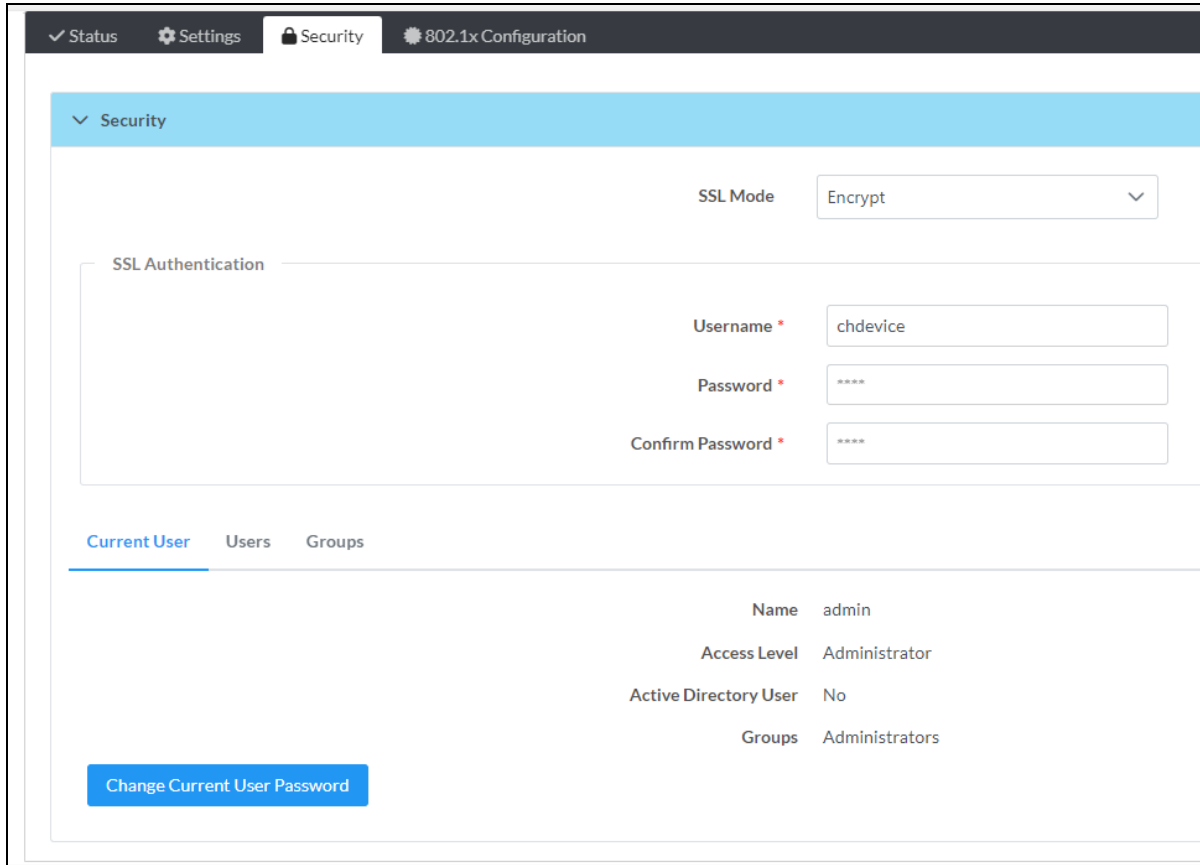 Status Settings Security 802.1x Configuration
Security
SSL Mode Encrypt
SSL Authentication
Username * chdevice
Password * ****
Confirm Password * ****
Current User Users Groups
Name admin
Access Level Administrator
Active Directory User No
Groups Administrators
Change Current User Password